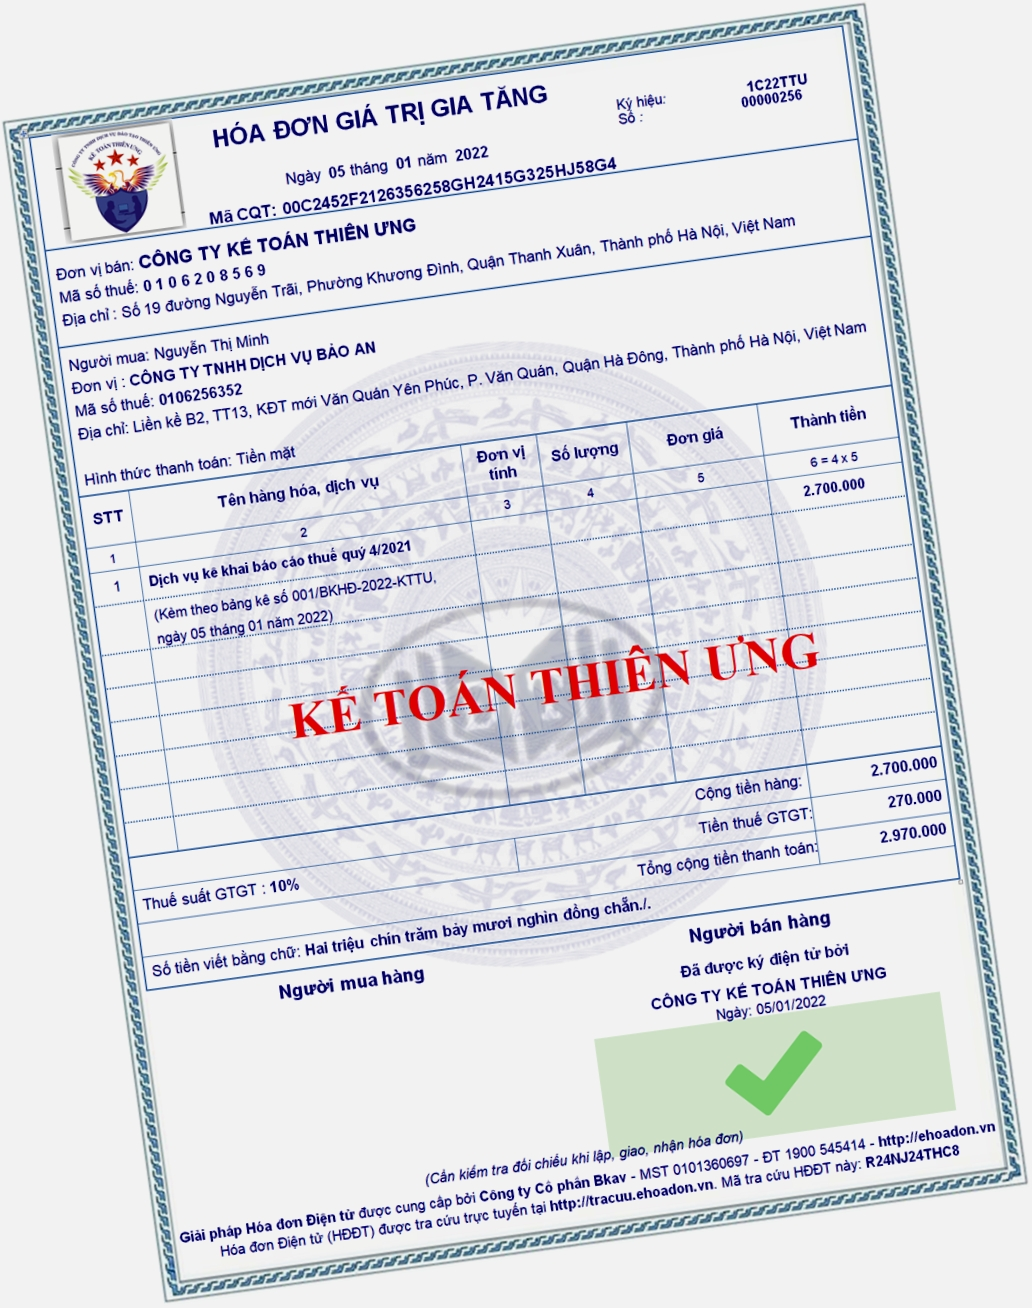 CÔNG TY TNHH DỊCH VỤ ĐÀO TẠO THIÊN ƯNG
KẾ TOÁN THIÊN ƯNG
HÓA ĐƠN GIÁ TRỊ GIA TĂNG
Ký hiệu: 1C22TTU
Số : 00000256
Ngày 05 tháng 01 năm 2022
Mã CQT: 00C2452F2126356258GH2415G325HJ58G4
Đơn vị bán: CÔNG TY KẾ TOÁN THIÊN ƯNG
Mã số thuế: 0 1 0 6 2 0 8 5 6 9
Địa chỉ : Số 19 đường Nguyễn Trãi, Phường Khương Đình, Quận Thanh Xuân, Thành phố Hà Nội, Việt Nam
Người mua: Nguyễn Thị Minh
Đơn vị : CÔNG TY TNHH DỊCH VỤ BẢO AN
Mã số thuế: 0106256352
Địa chỉ: Liền kề B2, TT13, KĐT mới Văn Quán Yên Phúc, P. Văn Quán, Quận Hà Đông, Thành phố Hà Nội, Việt Nam
Hình thức thanh toán: Tiền mặt
STT Tên hàng hóa, dịch vụ Đơn vị tính Số lượng Đơn giá Thành tiền
1 2 3 4 5 6 = 4 x 5
1 Dịch vụ kê khai báo cáo thuế quý 4/2021 2.700.000
(Kèm theo bảng kê số 001/BKHĐ-2022-KTTU,
ngày 05 tháng 01 năm 2022)
KẾ TOÁN THIÊN ƯNG
Cộng tiền hàng: 2.700.000
Thuế suất GTGT : 10% Tiền thuế GTGT: 270.000
Tổng cộng tiền thanh toán: 2.970.000
Số tiền viết bằng chữ: Hai triệu chín trăm bảy mươi nghìn đồng chẵn./.
Người mua hàng Người bán hàng
Đã được ký điện tử bởi
CÔNG TY KẾ TOÁN THIÊN ƯNG
Ngày: 05/01/2022
(Cần kiểm tra đối chiếu khi lập, giao, nhận hóa đơn)
Giải pháp Hóa đơn Điện tử được cung cấp bởi Công ty Cổ phần Bkav - MST 0101360697 - ĐT 1900 545414 - http://ehoadon.vn
Hóa đơn Điện tử (HĐĐT) được tra cứu trực tuyến tại http://tracuu.ehoadon.vn. Mã tra cứu HĐĐT này: R24NJ24THC8